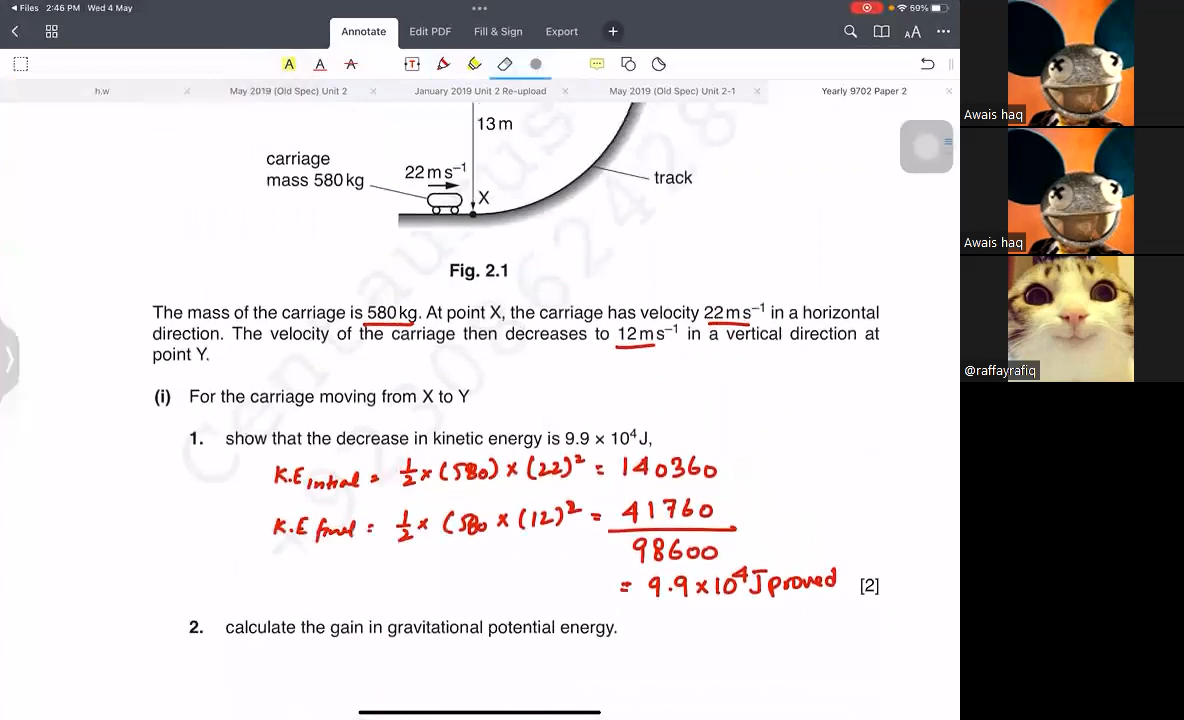 Files 2:46 PM Wed 4 May
59%
Annotate Edit PDF Fill & Sign Export
AA
A A A T
h.w May 2019 (Old Spec) Unit 2 January 2019 Unit 2 Re-upload May 2019 (Old Spec) Unit 2-1 Yearly 9702 Paper 2
13 m
carriage
mass 580 kg
22 m s⁻¹
X
track
Fig. 2.1
The mass of the carriage is 580 kg. At point X, the carriage has velocity 22 m s⁻¹ in a horizontal
direction. The velocity of the carriage then decreases to 12 m s⁻¹ in a vertical direction at
point Y.
(i) For the carriage moving from X to Y
1. show that the decrease in kinetic energy is 9.9 × 10⁴ J,
K.E initial = 1/2 × (580) × (22)² = 140360
K.E final = 1/2 × (580 × (12)² = 41760
98600
= 9.9 × 10⁴ J proved [2]
2. calculate the gain in gravitational potential energy.
Awais haq
Awais haq
@raffayrafiq